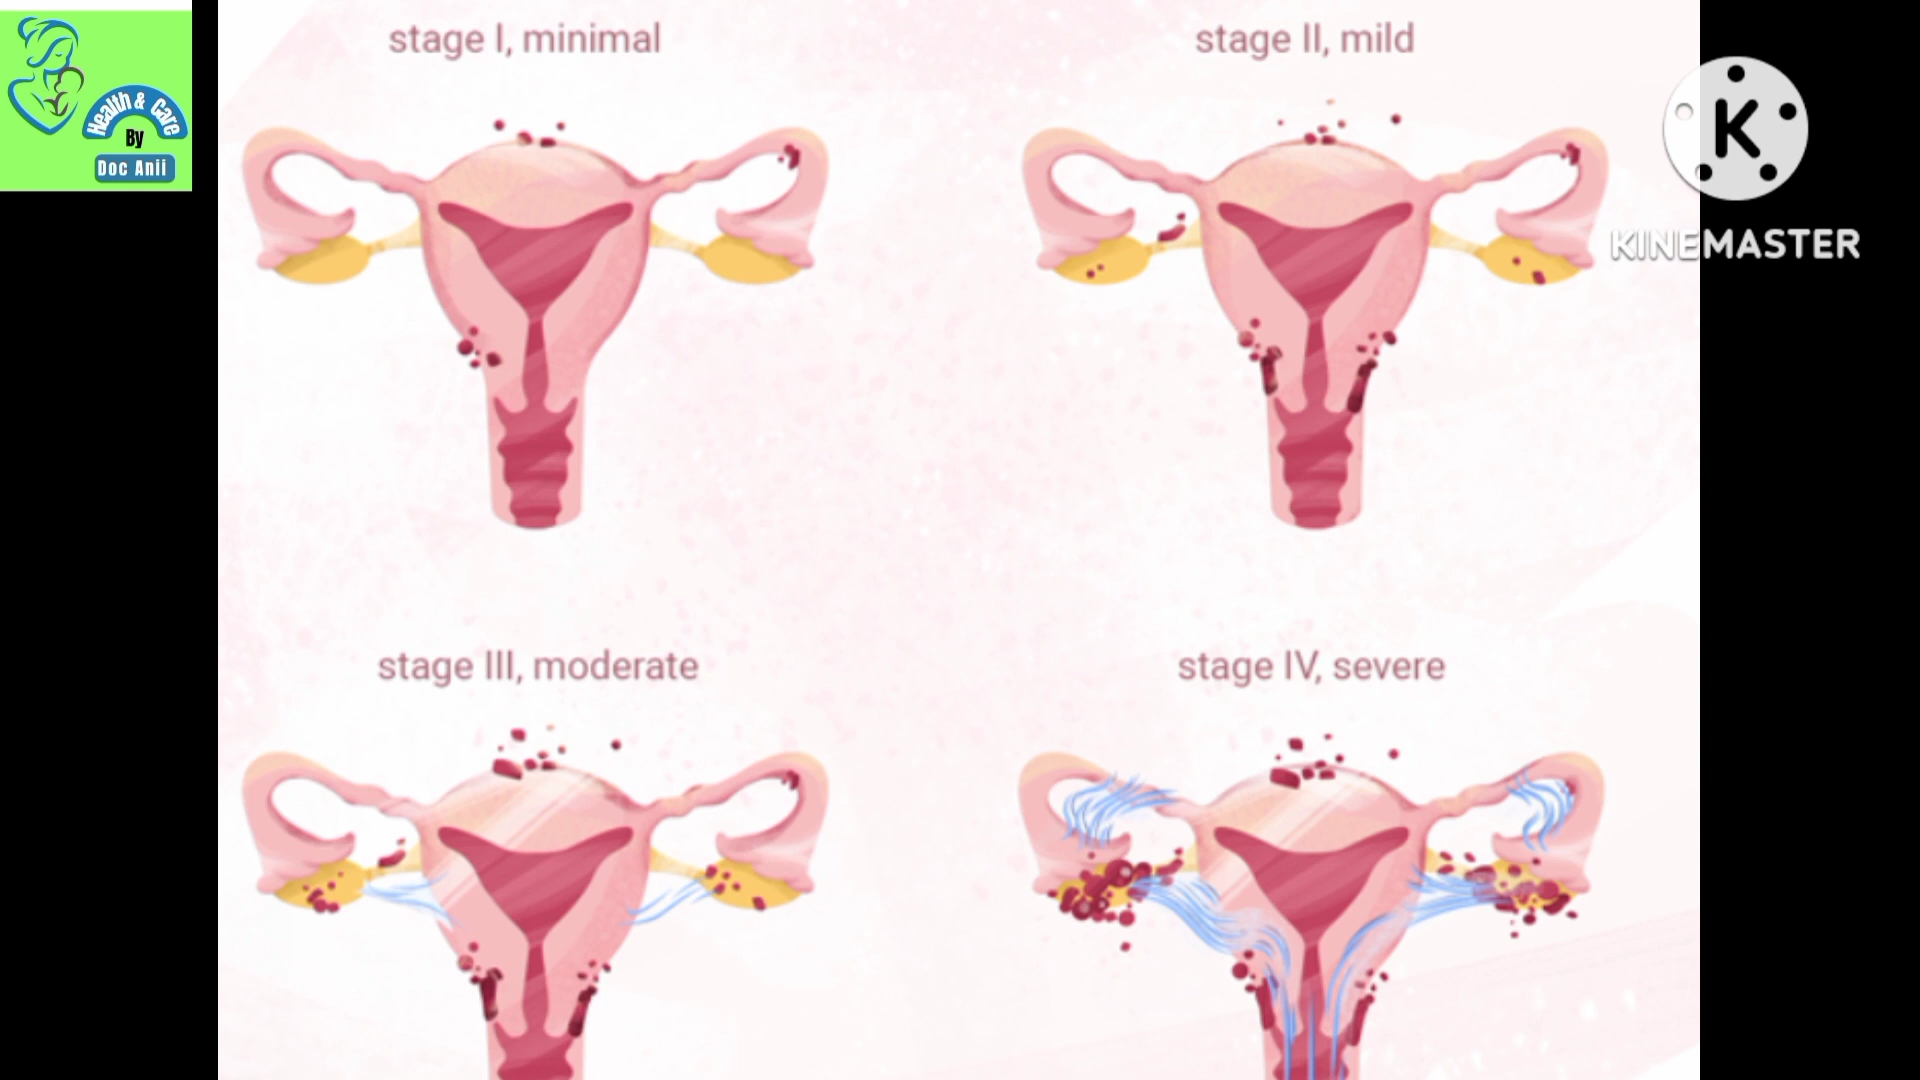 stage I, minimal
stage II, mild
Health & Care
By
Doc Anii
K
KINEMASTER
stage III, moderate
stage IV, severe